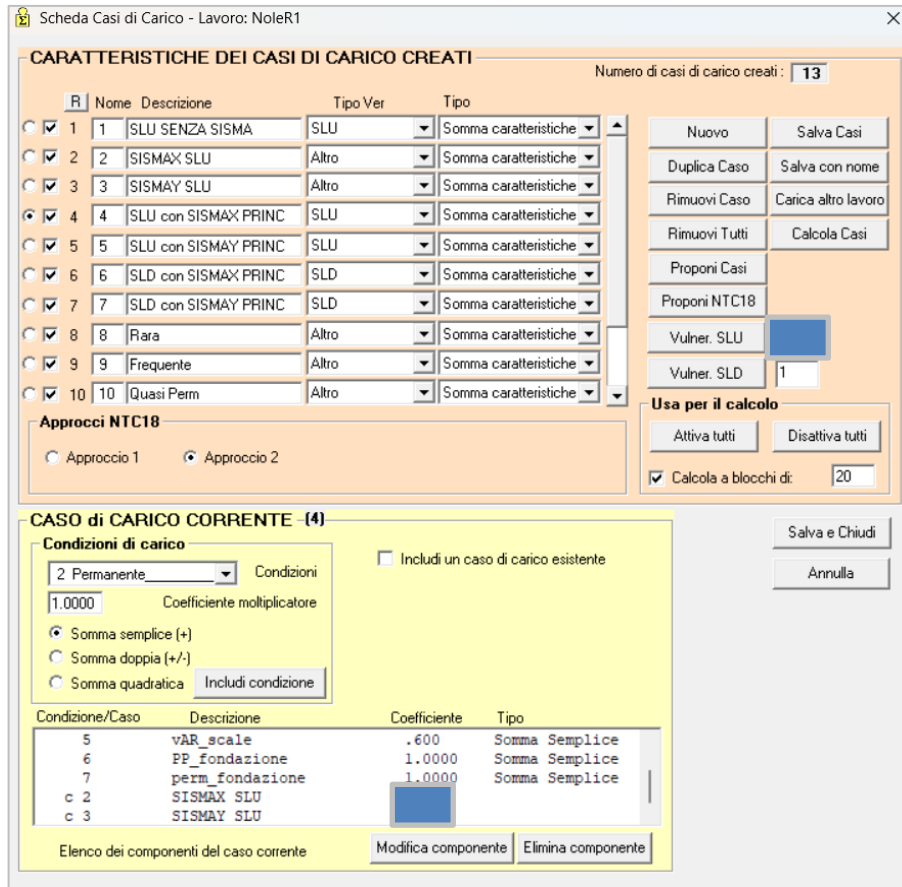 Scheda Casi di Carico - Lavoro: NoleR1
CARATTERISTICHE DEI CASI DI CARICO CREATI
Numero di casi di carico creati : 13
R Nome Descrizione Tipo Ver Tipo
1 1 SLU SENZA SISMA SLU Somma caratteristiche
2 2 SISMAX SLU Altro Somma caratteristiche
3 3 SISMAY SLU Altro Somma caratteristiche
4 4 SLU con SISMAX PRINC SLU Somma caratteristiche
5 5 SLU con SISMAY PRINC SLU Somma caratteristiche
6 6 SLD con SISMAX PRINC SLD Somma caratteristiche
7 7 SLD con SISMAY PRINC SLD Somma caratteristiche
8 8 Rara Altro Somma caratteristiche
9 9 Frequente Altro Somma caratteristiche
10 10 Quasi Perm Altro Somma caratteristiche
Nuovo Salva Casi
Duplica Caso Salva con nome
Rimuovi Caso Carica altro lavoro
Rimuovi Tutti Calcola Casi
Proponi Casi
Proponi NTC18
Vulner. SLU
Vulner. SLD 1
Approcci NTC18
Approccio 1 Approccio 2
Usa per il calcolo
Attiva tutti Disattiva tutti
Calcola a blocchi di: 20
CASO di CARICO CORRENTE (4)
Condizioni di carico
2 Permanente________ Condizioni
1.0000 Coefficiente moltiplicatore
Somma semplice (+)
Somma doppia (+/-)
Somma quadratica Includi condizione
Includi un caso di carico esistente
Salva e Chiudi
Annulla
Condizione/Caso Descrizione Coefficiente Tipo
5 vAR_scale .600 Somma Semplice
6 PP_fondazione 1.0000 Somma Semplice
7 perm_fondazione 1.0000 Somma Semplice
c 2 SISMAX SLU
c 3 SISMAY SLU
Elenco dei componenti del caso corrente Modifica componente Elimina componente